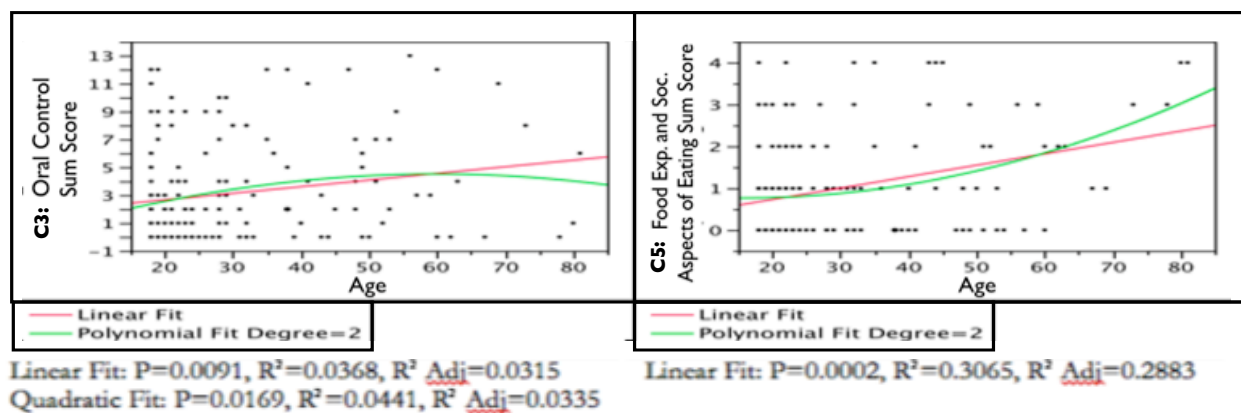 C3: Oral Control
Sum Score
13
11
9
7
5
3
1
-1
20 30 40 50 60 70 80
Age
Linear Fit
Polynomial Fit Degree=2
Linear Fit: P=0.0091, R²=0.0368, R² Adj=0.0315
Quadratic Fit: P=0.0169, R²=0.0441, R² Adj=0.0335
C5: Food Exp. and Soc.
Aspects of Eating Sum Score
4
3
2
1
0
20 30 40 50 60 70 80
Age
Linear Fit
Polynomial Fit Degree=2
Linear Fit: P=0.0002, R²=0.3065, R² Adj=0.2883